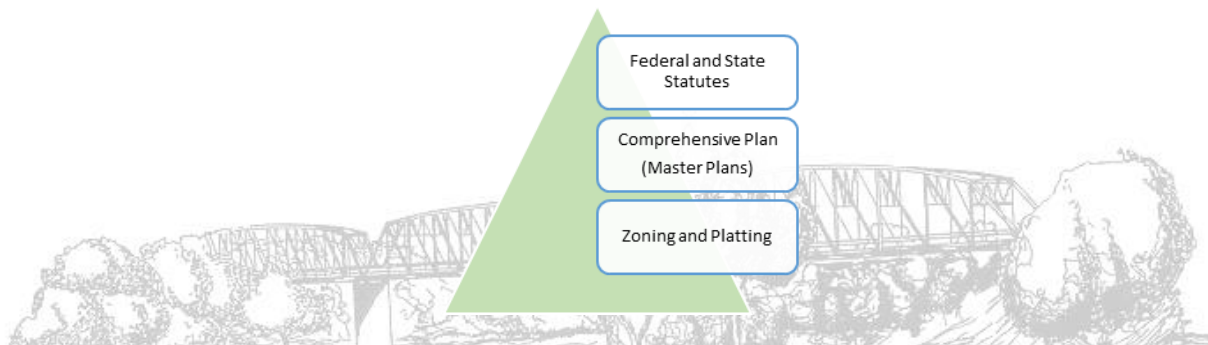 Federal and State
Statutes
Comprehensive Plan
(Master Plans)
Zoning and Platting